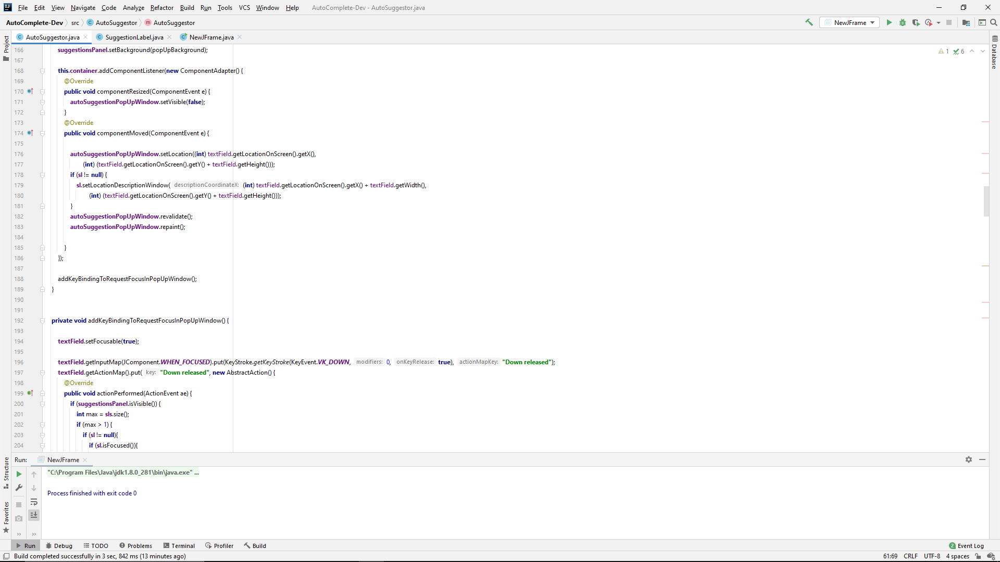 File Edit View Navigate Code Analyze Refactor Build Run Tools VCS Window Help AutoComplete-Dev - AutoSuggestor.java
AutoComplete-Dev src AutoSuggestor AutoSuggestor NewJFrame
AutoSuggestor.java SuggestionLabel.java NewJFrame.java
Project
Database
1 6
166 suggestionsPanel.setBackground(popUpBackground);
167
168 this.container.addComponentListener(new ComponentAdapter() {
169 @Override
170 public void componentResized(ComponentEvent e) {
171 autoSuggestionPopUpWindow.setVisible(false);
172 }
173 @Override
174 public void componentMoved(ComponentEvent e) {
175
176 autoSuggestionPopUpWindow.setLocation((int) textField.getLocationOnScreen().getX(),
177 (int) (textField.getLocationOnScreen().getY() + textField.getHeight()));
178 if (sl != null) {
179 sl.setLocationDescriptionWindow( descriptionCoordinateX: (int) textField.getLocationOnScreen().getX() + textField.getWidth(),
180 (int) (textField.getLocationOnScreen().getY() + textField.getHeight()));
181 }
182 autoSuggestionPopUpWindow.revalidate();
183 autoSuggestionPopUpWindow.repaint();
184
185 }
186 });
187
188 addKeyBindingToRequestFocusInPopUpWindow();
189 }
190
191
192 private void addKeyBindingToRequestFocusInPopUpWindow() {
193
194 textField.setFocusable(true);
195
196 textField.getInputMap(JComponent.WHEN_FOCUSED).put(KeyStroke.getKeyStroke(KeyEvent.VK_DOWN, modifiers: 0, onKeyRelease: true), actionMapKey: "Down released");
197 textField.getActionMap().put( key: "Down released", new AbstractAction() {
198 @Override
199 public void actionPerformed(ActionEvent ae) {
200 if (suggestionsPanel.isVisible()) {
201 int max = sls.size();
202 if (max > 1) {
203 if (sl != null){
204 if (sl.isFocused()){
Structure
Favorites
Run: NewJFrame
"C:\Program Files\Java\jdk1.8.0_281\bin\java.exe" ...
Process finished with exit code 0
Run Debug TODO Problems Terminal Profiler Build 2 Event Log
Build completed successfully in 3 sec, 842 ms (13 minutes ago) 61:69 CRLF UTF-8 4 spaces